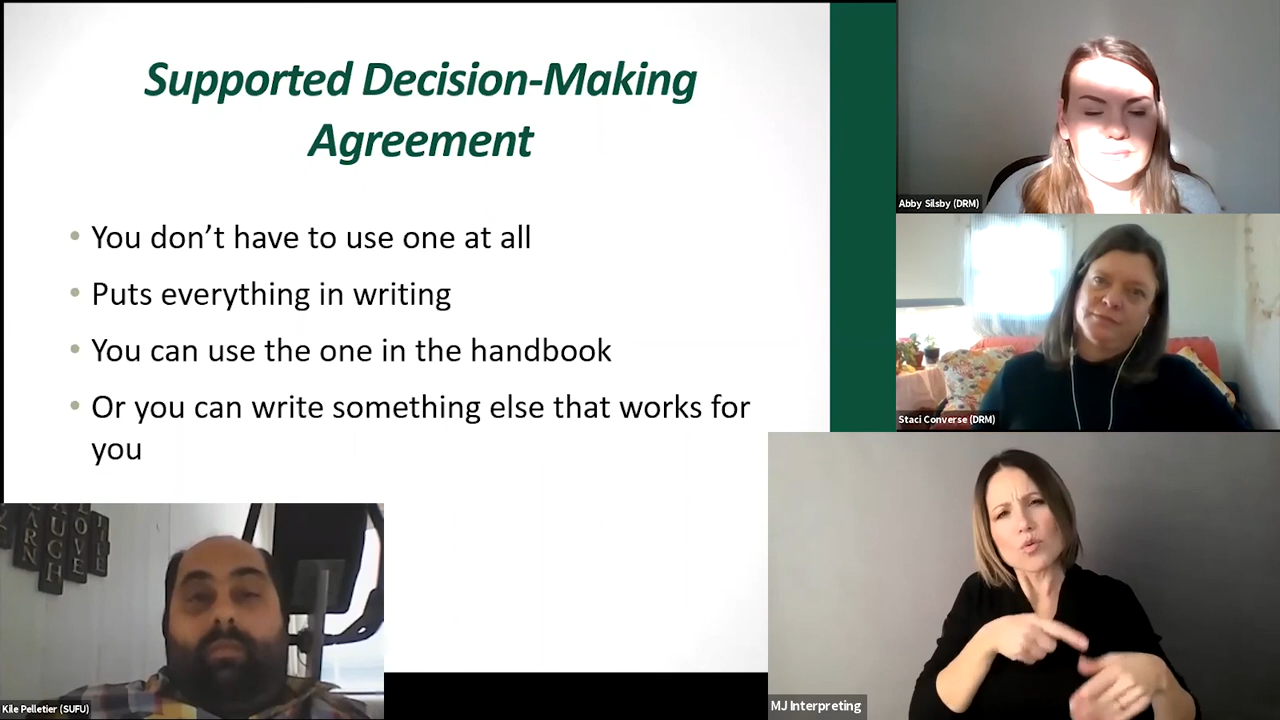 Supported Decision-Making
Agreement
• You don’t have to use one at all
• Puts everything in writing
• You can use the one in the handbook
• Or you can write something else that works for
you
Abby Silsby (DRM)
Staci Converse (DRM)
MJ Interpreting
Kile Pelletier (SUFU)